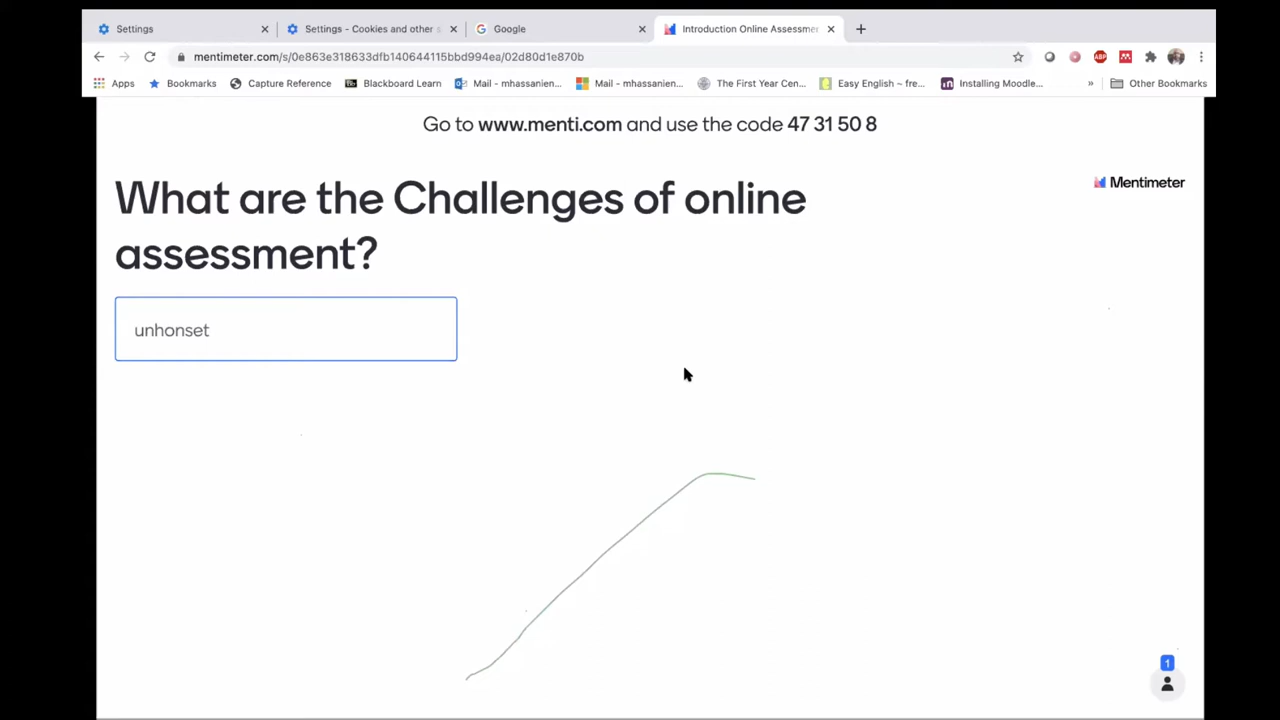 Settings
Settings - Cookies and other s
Google
Introduction Online Assessme
mentimeter.com/s/0e863e318633dfb140644115bbd994ea/02d80d1e870b
ABP
Apps
Bookmarks
Capture Reference
Bb
Blackboard Learn
Mail - mhassanien...
Mail - mhassanien...
The First Year Cen...
Easy English ~ fre...
Installing Moodle...
»
Other Bookmarks
Go to www.menti.com and use the code 47 31 50 8
Mentimeter
What are the Challenges of online
assessment?
unhonset
1